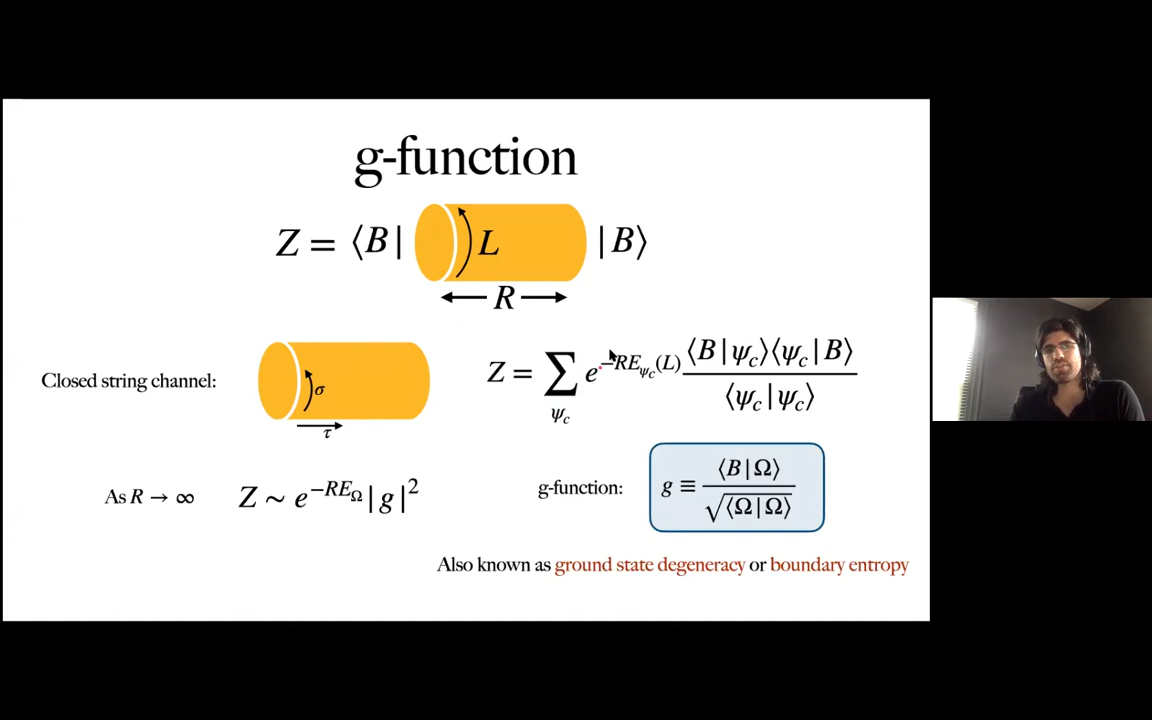 g-function
Z = ⟨B| L |B⟩
R
Closed string channel: σ
τ
Z = ∑_{ψ_c} e^{−RE_{ψ_c}(L)} ⟨B|ψ_c⟩⟨ψ_c|B⟩ / ⟨ψ_c|ψ_c⟩
As R → ∞ Z ∼ e^{−RE_Ω}|g|²
g-function: g ≡ ⟨B|Ω⟩ / √⟨Ω|Ω⟩
Also known as ground state degeneracy or boundary entropy